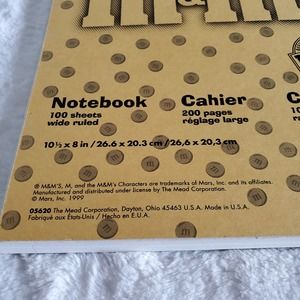 m&m
Notebook
100 sheets
wide ruled
Cahier
200 pages
réglage large
C
10½ x 8 in / 26.6 x 20.3 cm / 26,6 x 20,3 cm
® M&M'S, M, and the M&M's Characters are trademarks of Mars, Inc. and its affiliates.
Manufactured and distributed under license by The Mead Corporation.
© Mars, Inc. 1999
05620 The Mead Corporation, Dayton, Ohio 45463 U.S.A. Made in U.S.A.
Fabriqué aux États-Unis / Hecho en E.U.A.